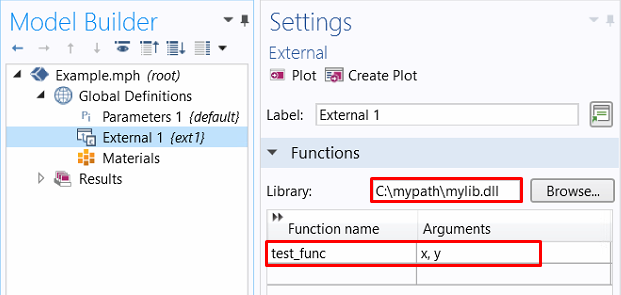 Model Builder
Example.mph (root)
Global Definitions
Pi Parameters 1 {default}
External 1 {ext1}
Materials
Results
Settings
External
Plot Create Plot
Label: External 1
Functions
Library: C:\mypath\mylib.dll Browse...
Function name Arguments
test_func x, y